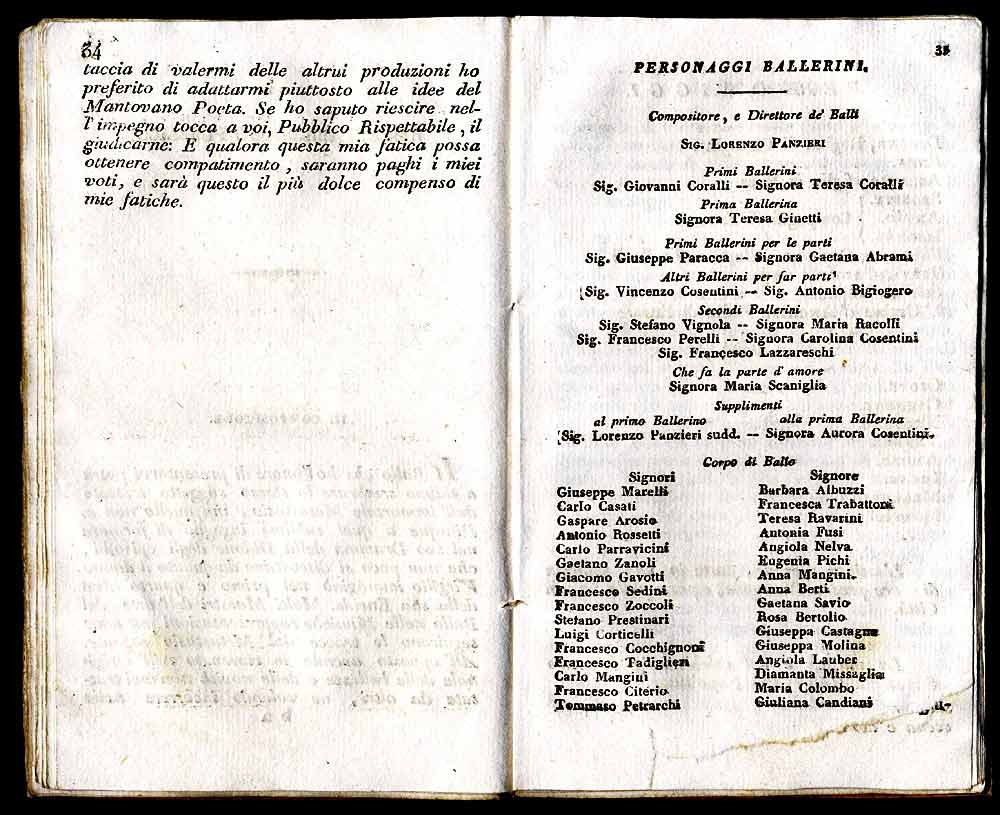 34
taccia di valermi delle altrui produzioni ho
preferito di adattarmi piuttosto alle idee del
Mantovano Poeta. Se ho saputo riescire nel-
l'impegno tocca a voi, Pubblico Rispettabile, il
giudicarne: E qualora questa mia fatica possa
ottenere compatimento, saranno paghi i miei
voti, e sarà questo il più dolce compenso di
mie fatiche.
35
PERSONAGGI BALLERINI.
Compositore, e Direttore de' Balli
SIG. LORENZO PANZIERI
Primi Ballerini
Sig. Giovanni Coralli -- Signora Teresa Coralli
Prima Ballerina
Signora Teresa Ginetti
Primi Ballerini per le parti
Sig. Giuseppe Paracca -- Signora Gaetana Abrami
Altri Ballerini per far parti
Sig. Vincenzo Cosentini -- Sig. Antonio Bigiogero
Secondi Ballerini
Sig. Stefano Vignola -- Signora Maria Racolli
Sig. Francesco Perelli -- Signora Carolina Cosentini
Sig. Francesco Lazzareschi
Che fa la parte d'amore
Signora Maria Scaniglia
Supplimenti
al primo Ballerino alla prima Ballerina
Sig. Lorenzo Panzieri sudd. -- Signora Aurora Cosentini.
Corpo di Ballo
Signori Signore
Giuseppe Marelli Barbara Albuzzi
Carlo Casati Francesca Trabattoni
Gaspare Arosio Teresa Ravarini
Antonio Rossetti Antonia Fusi
Carlo Parravicini Angiola Nelva
Gaetano Zanoli Eugenia Pichi
Giacomo Gavotti Anna Mangini.
Francesco Sedini Anna Berti
Francesco Zoccoli Gaetana Savio
Stefano Prestinari Rosa Bertolio
Luigi Corticelli Giuseppa Castagna
Francesco Cocchignoni Giuseppa Molina
Francesco Tadiglieri Angiola Lauber
Carlo Mangini Diamanta Missaglia
Francesco Citerio Maria Colombo
Tommaso Petrarchi Giuliana Candiani